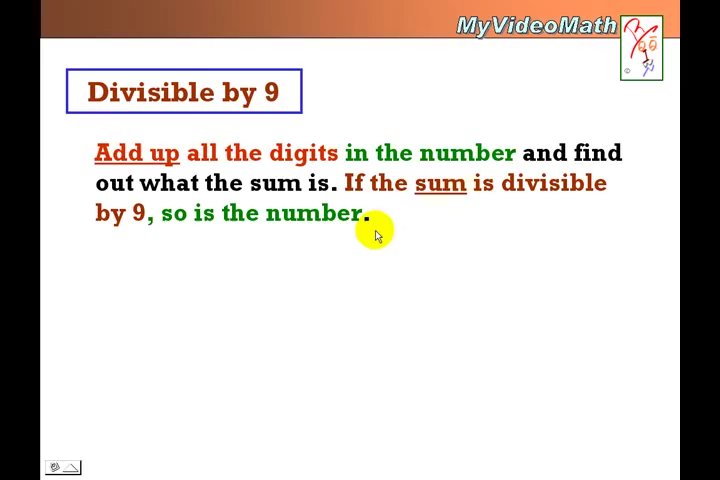 MyVideoMath
Divisible by 9
Add up all the digits in the number and find
out what the sum is. If the sum is divisible
by 9, so is the number.